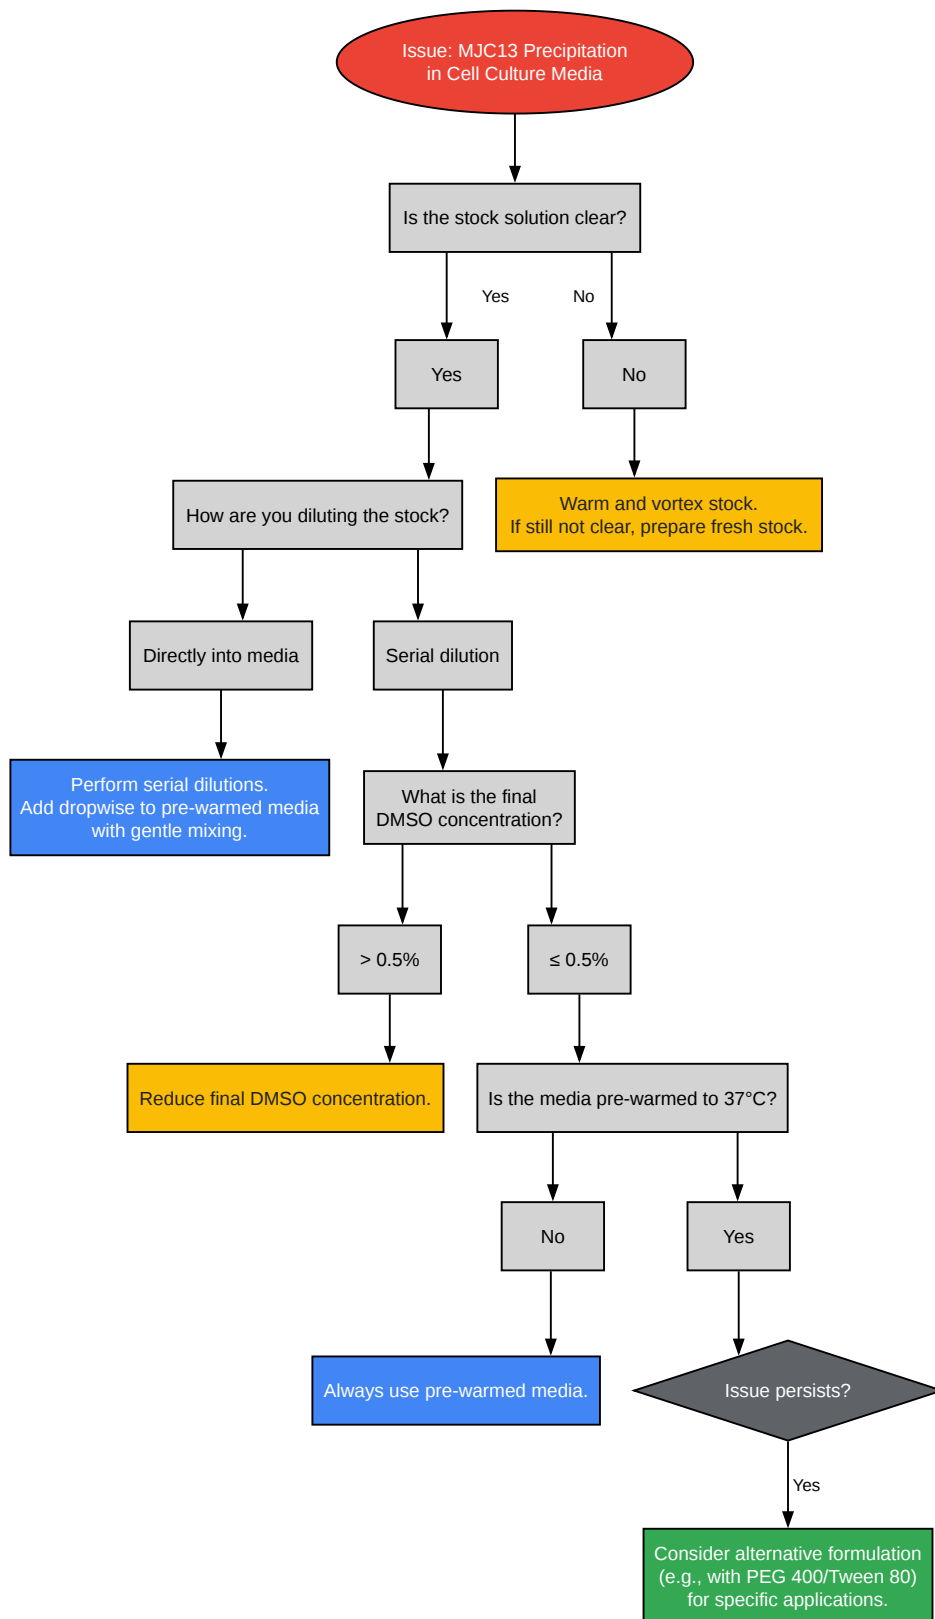 Issue: MJC13 Precipitation
in Cell Culture Media
Is the stock solution clear?
Yes
No
Yes
No
How are you diluting the stock?
Warm and vortex stock.
If still not clear, prepare fresh stock.
Directly into media
Serial dilution
Perform serial dilutions.
Add dropwise to pre-warmed media
with gentle mixing.
What is the final
DMSO concentration?
> 0.5%
≤ 0.5%
Reduce final DMSO concentration.
Is the media pre-warmed to 37°C?
No
Yes
Always use pre-warmed media.
Issue persists?
Yes
Consider alternative formulation
(e.g., with PEG 400/Tween 80)
for specific applications.